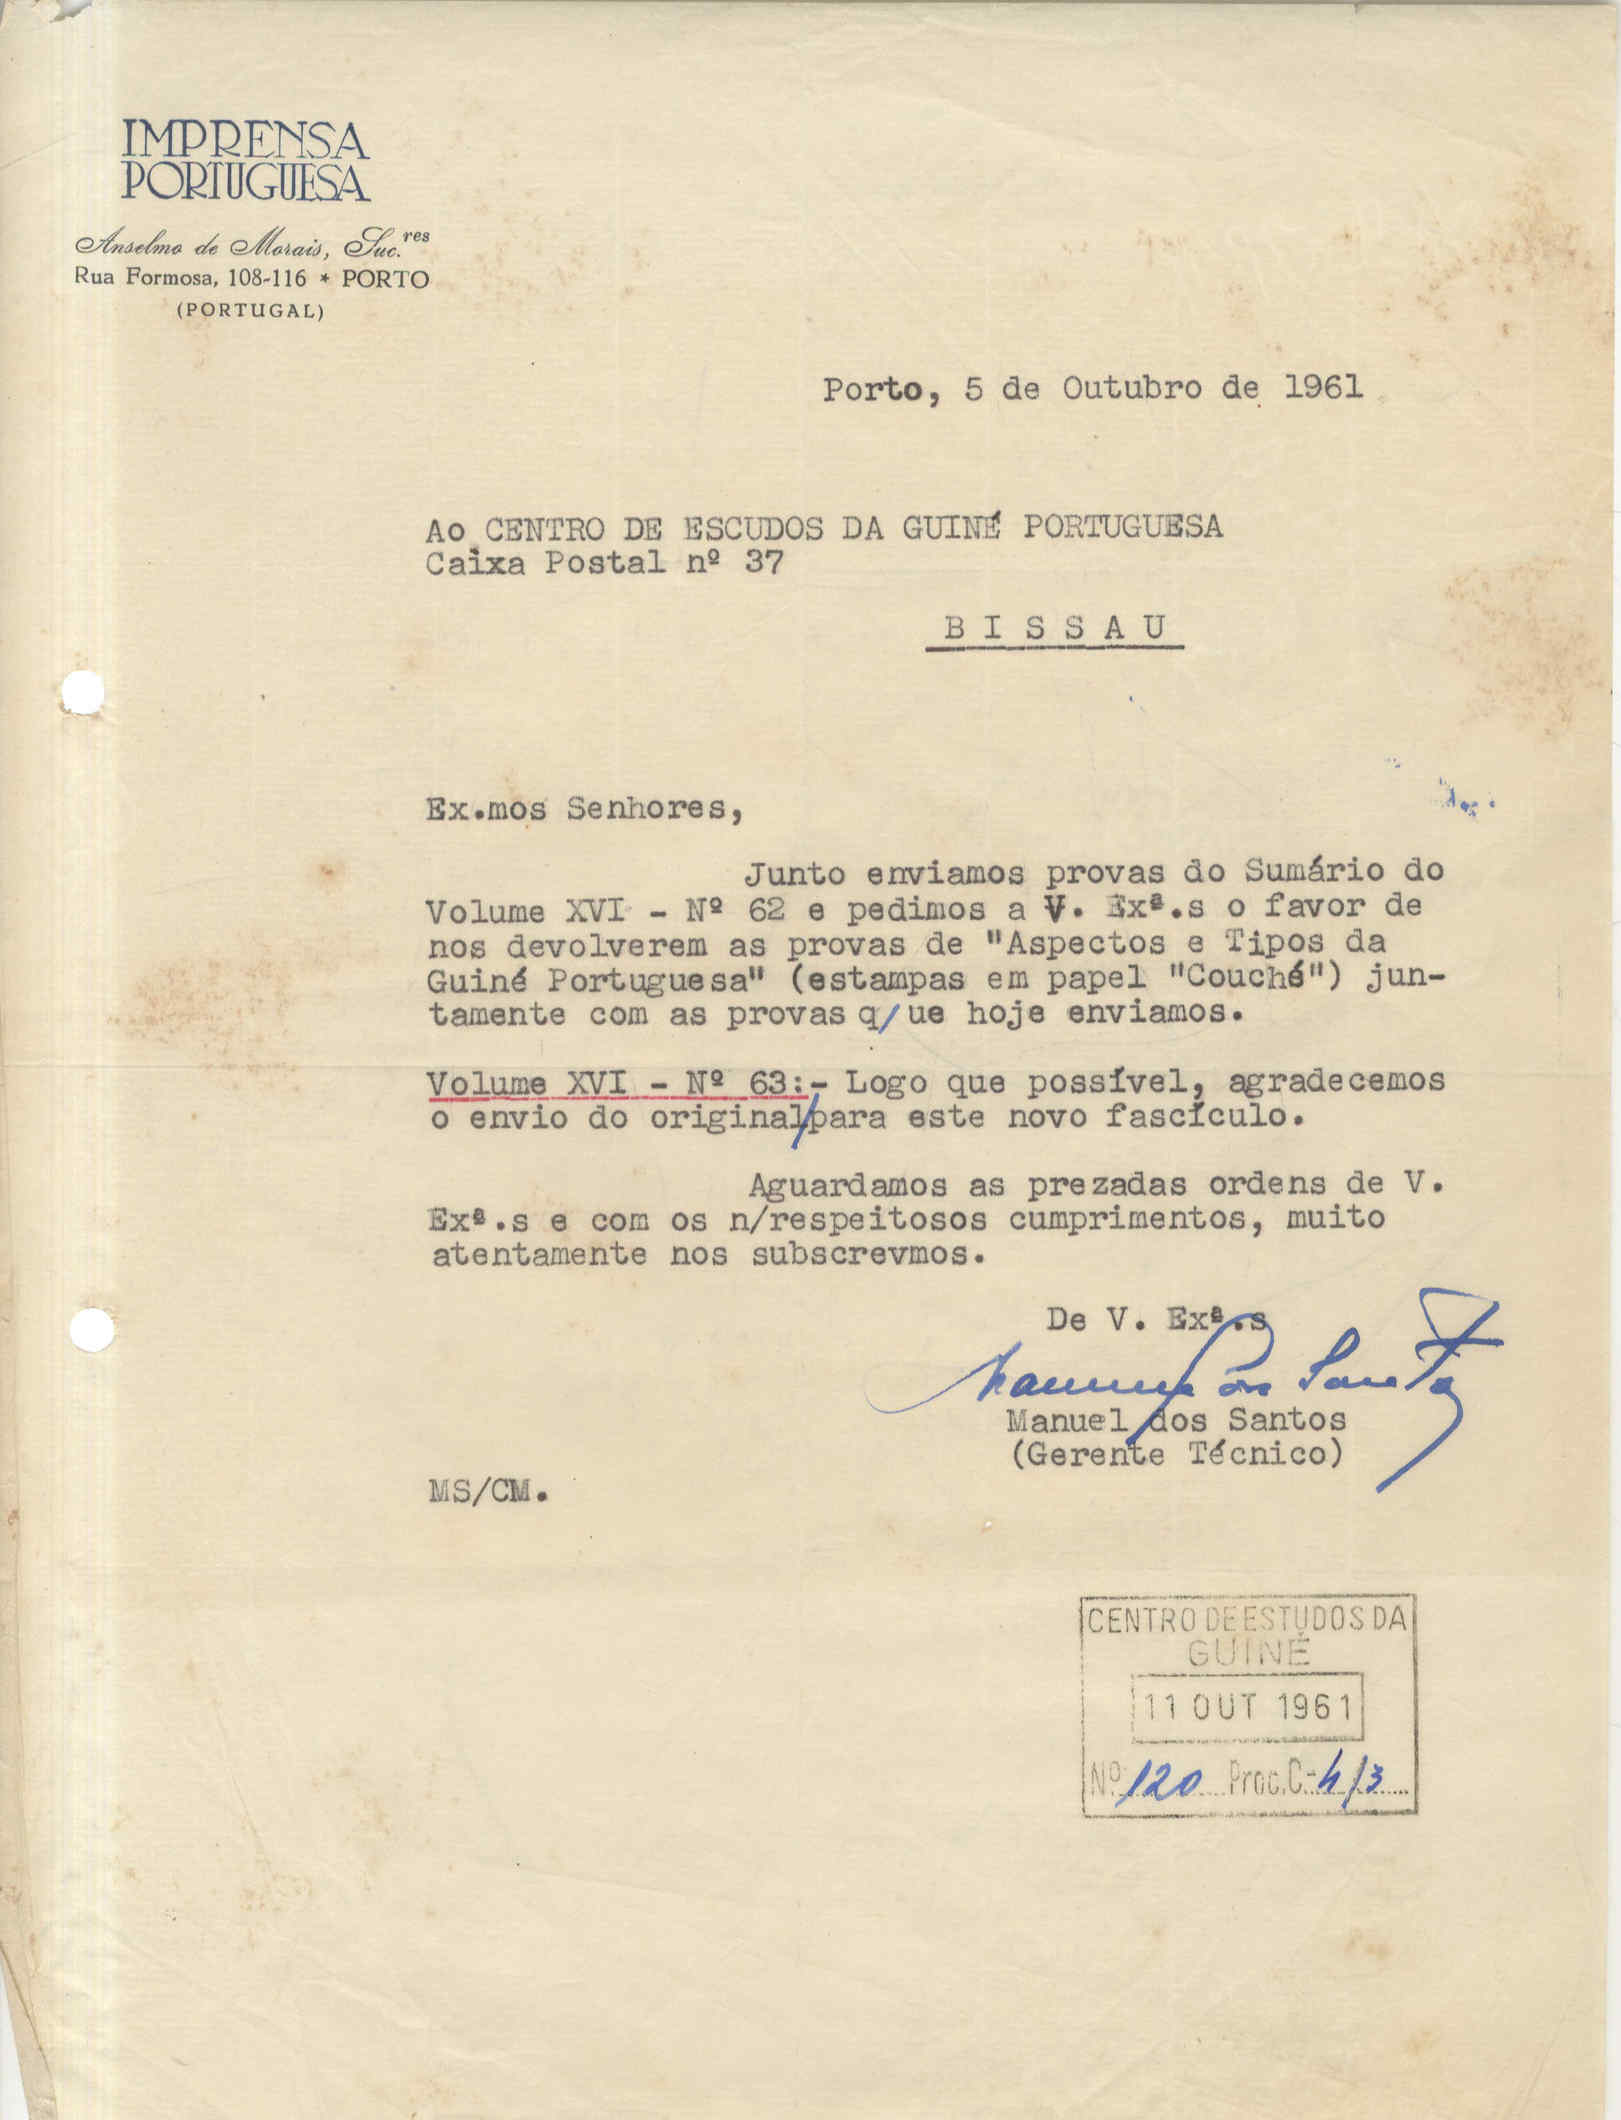 IMPRENSA
PORTUGUESA
Anselmo de Morais, Suc.res
Rua Formosa, 108-116 * PORTO
(PORTUGAL)
Porto, 5 de Outubro de 1961
Ao CENTRO DE ESCUDOS DA GUINÉ PORTUGUESA
Caixa Postal nº 37
B I S S A U
Ex.mos Senhores,
Junto enviamos provas do Sumário do
Volume XVI - Nº 62 e pedimos a V. Exª.s o favor de
nos devolverem as provas de "Aspectos e Tipos da
Guiné Portuguesa" (estampas em papel "Couché") jun-
tamente com as provas q/ue hoje enviamos.
Volume XVI - Nº 63:- Logo que possível, agradecemos
o envio do original/para este novo fascículo.
Aguardamos as prezadas ordens de V.
Exª.s e com os n/respeitosos cumprimentos, muito
atentamente nos subscrevmos.
De V. Exª.s
Manuel dos Santos
Manuel dos Santos
(Gerente Técnico)
MS/CM.
CENTRO DE ESTUDOS DA
GUINÉ
11 OUT 1961
Nº 120 Proc. C-4/3